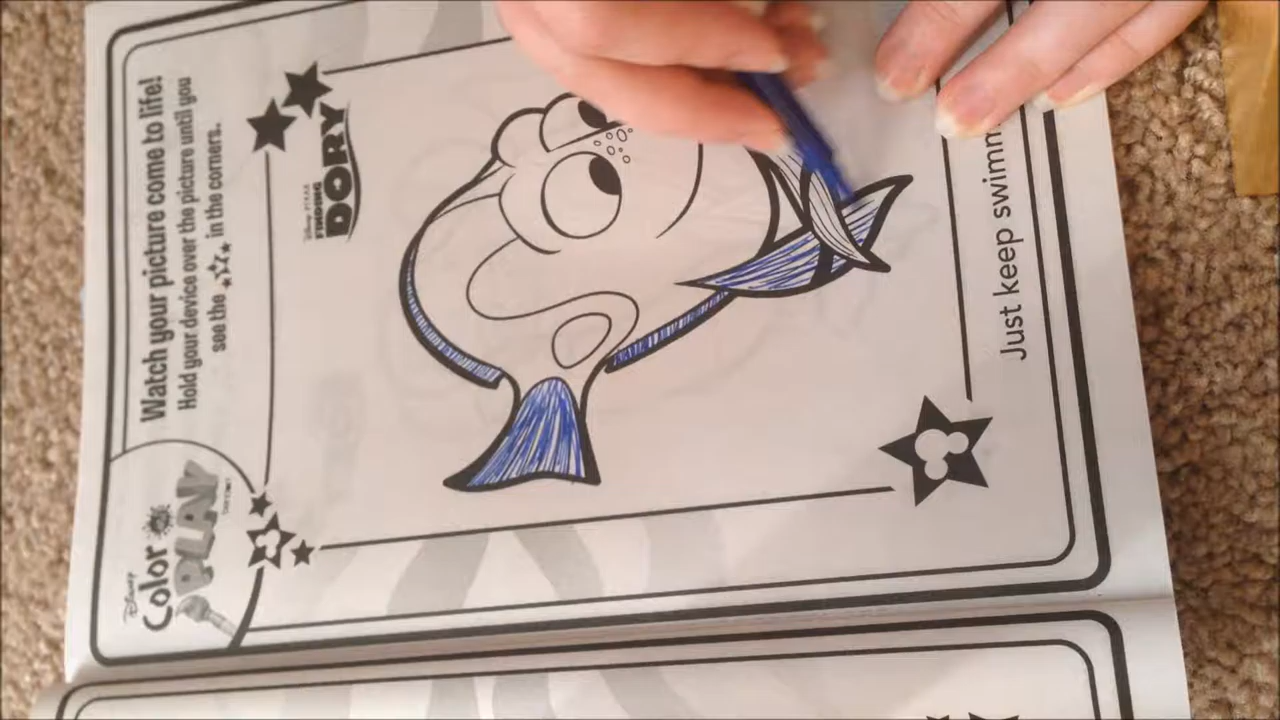 Watch your picture come to life!
Hold your device over the picture until you
see the in the corners.
DISNEY·PIXAR
FINDING
DORY
Disney
Color
PLAY
Just keep swimm